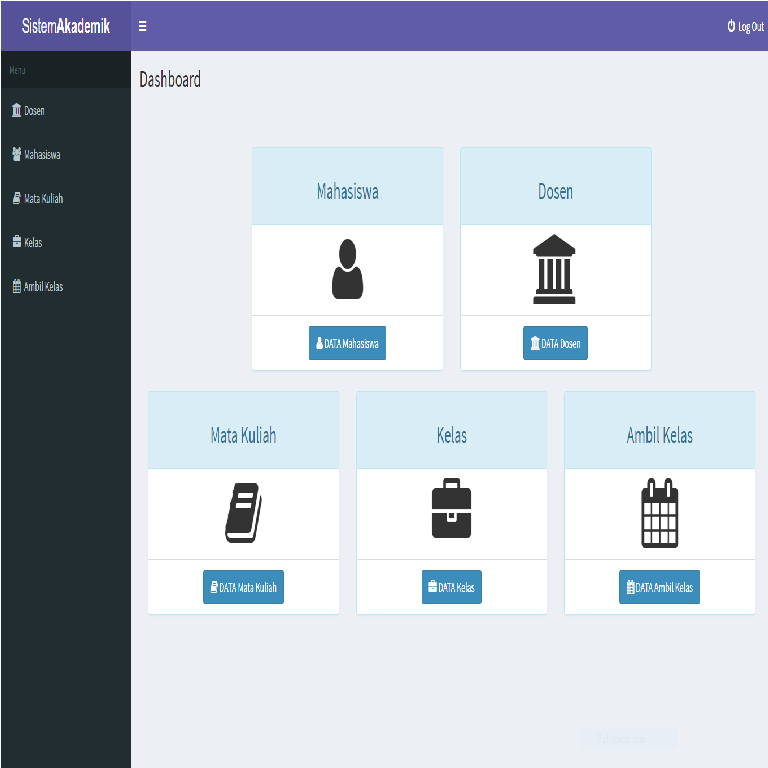 SistemAkademik
Log Out
Menu
Dosen
Mahasiswa
Mata Kuliah
Kelas
Ambil Kelas
Dashboard
Mahasiswa
Dosen
DATA Mahasiswa
DATA Dosen
Mata Kuliah
Kelas
Ambil Kelas
DATA Mata Kuliah
DATA Kelas
DATA Ambil Kelas